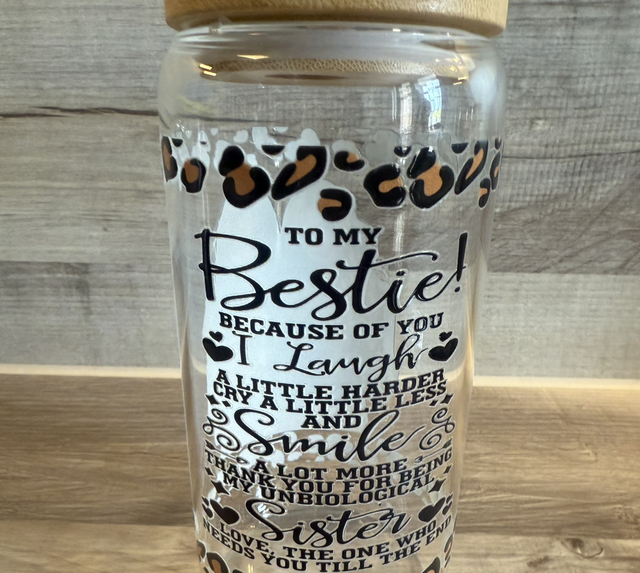 TO MY
Bestie!
BECAUSE OF YOU
I Laugh
A LITTLE HARDER
CRY A LITTLE LESS
AND
Smile
A LOT MORE
THANK YOU FOR BEING
MY UNBIOLOGICAL
Sister
LOVE, THE ONE WHO
NEEDS YOU TILL THE END